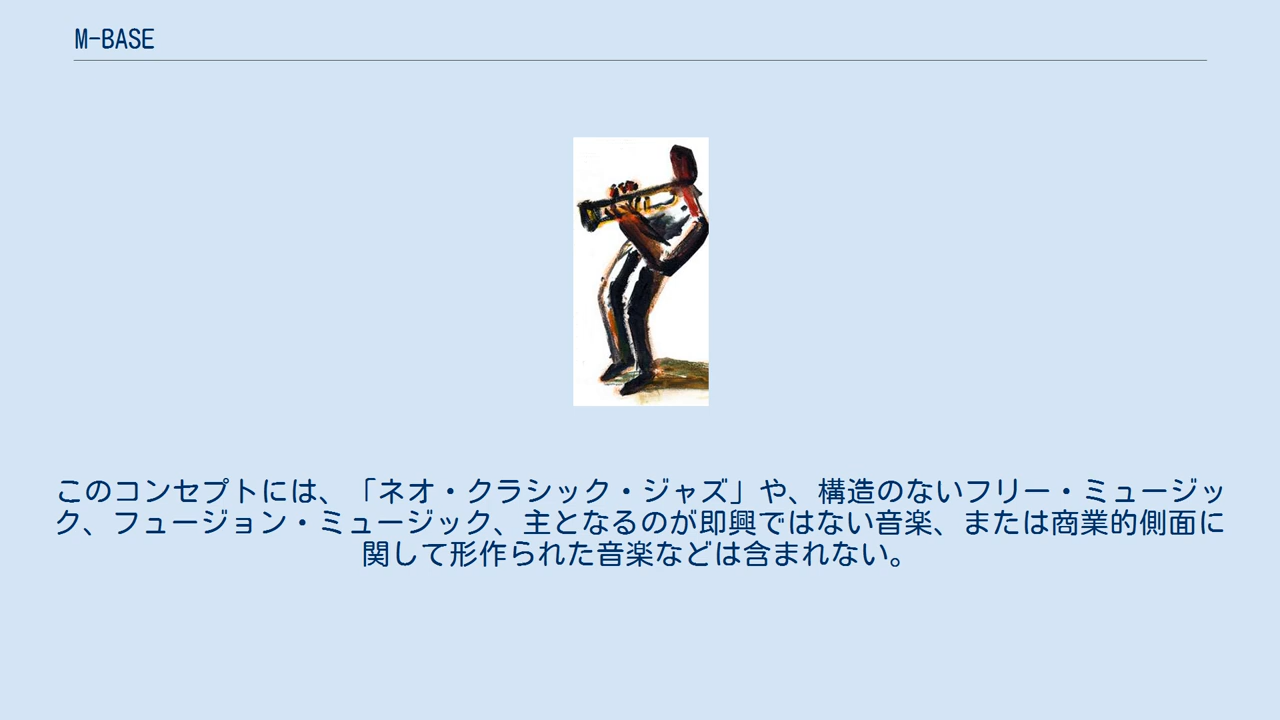 M-BASE
このコンセプトには、「ネオ・クラシック・ジャズ」や、構造のないフリー・ミュージッ
ク、フュージョン・ミュージック、主となるのが即興ではない音楽、または商業的側面に
関して形作られた音楽などは含まれない。